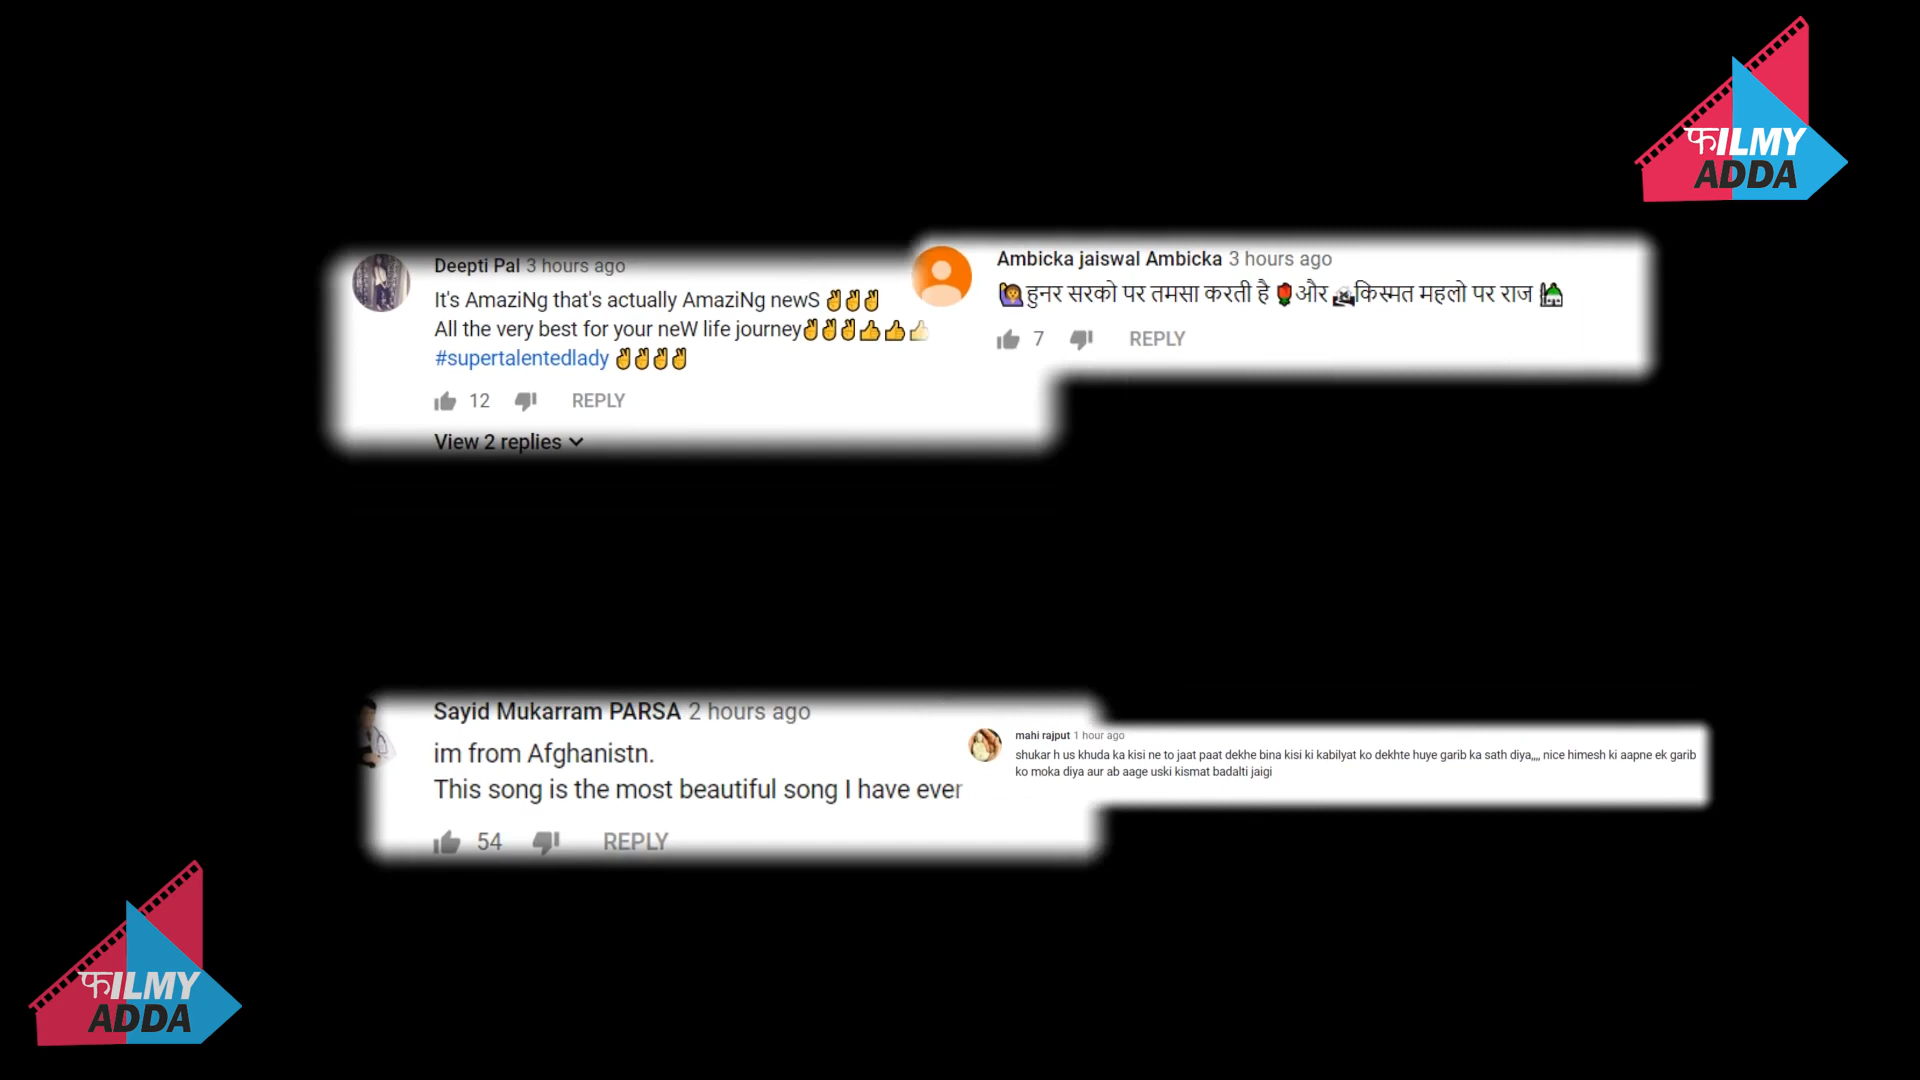 फILMY
ADDA
Deepti Pal 3 hours ago
It's AmaziNg that's actually AmaziNg newS ✌✌✌
All the very best for your neW life journey✌✌✌👍👍👍
#supertalentedlady ✌✌✌✌
12 REPLY
View 2 replies
Ambicka jaiswal Ambicka 3 hours ago
🙋हुनर सरको पर तमसा करती है🌹और किस्मत महलो पर राज
7 REPLY
Sayid Mukarram PARSA 2 hours ago
im from Afghanistn.
This song is the most beautiful song I have ever
54 REPLY
mahi rajput 1 hour ago
shukar h us khuda ka kisi ne to jaat paat dekhe bina kisi ki kabilyat ko dekhte huye garib ka sath diya,,,, nice himesh ki aapne ek garib
ko moka diya aur ab aage uski kismat badalti jaigi
फILMY
ADDA